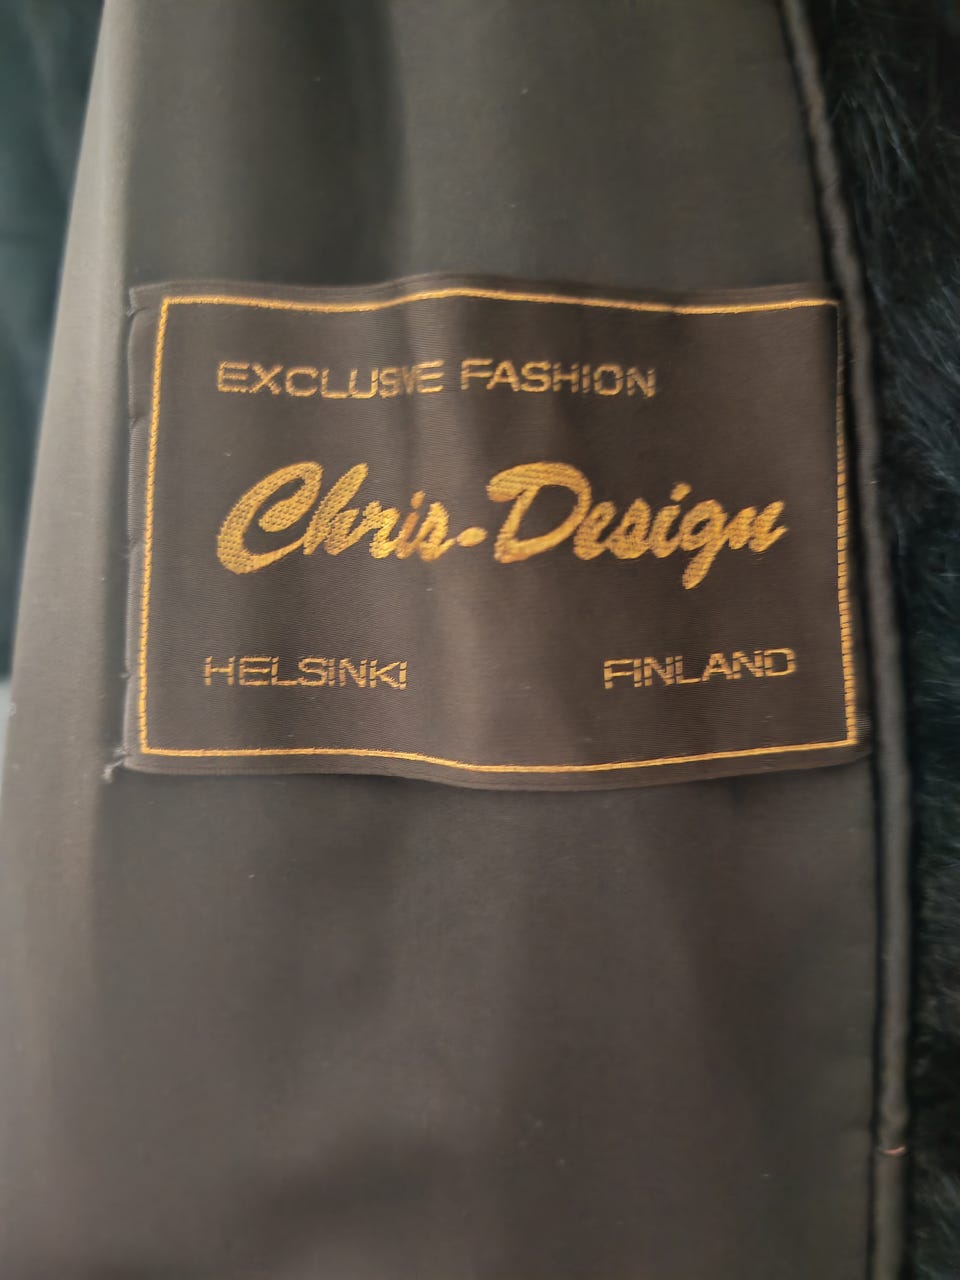 EXCLUSIVE FASHION
Chris. Design
HELSINKI FINLAND